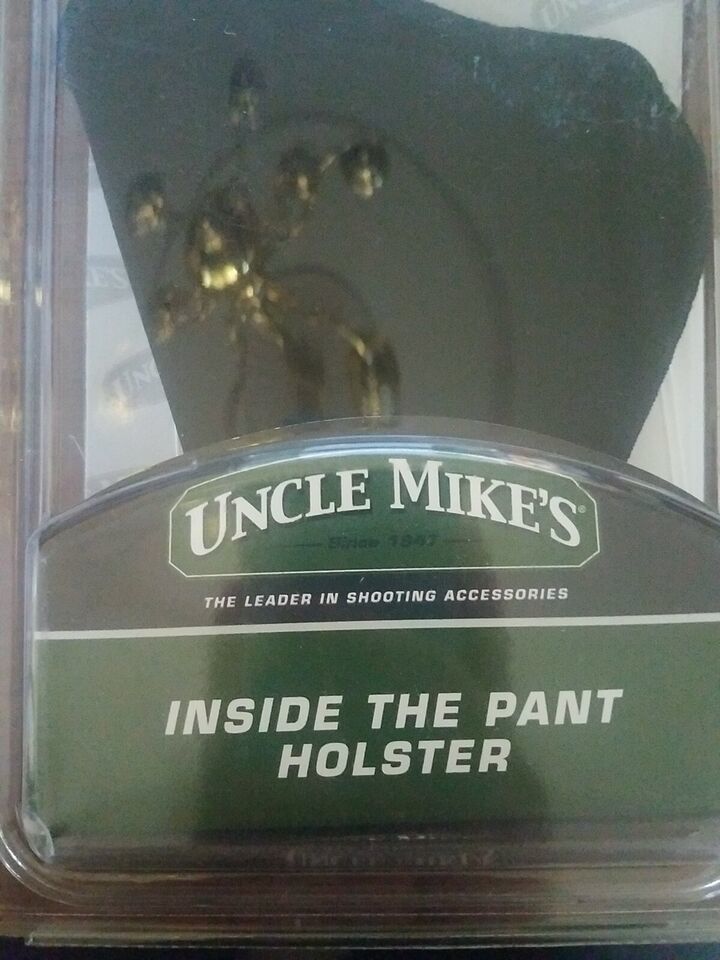 UNCLE MIKE'S®
Since 1947
THE LEADER IN SHOOTING ACCESSORIES
INSIDE THE PANT
HOLSTER